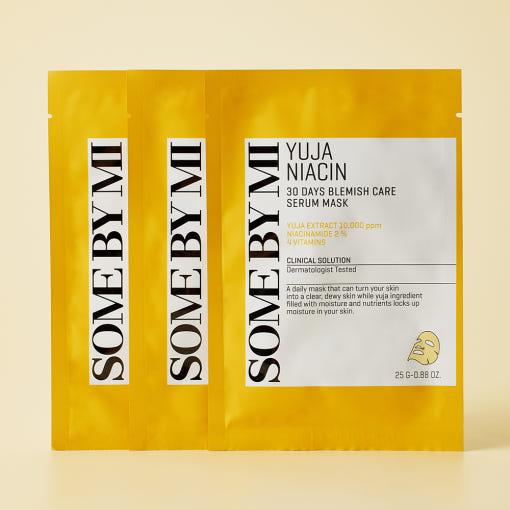 SOME BY MI
SOME BY MI
SOME BY MI
YUJA
NIACIN
30 DAYS BLEMISH CARE
SERUM MASK
YUJA EXTRACT 10,000 ppm
NIACINAMIDE 2 %
4 VITAMINS
CLINICAL SOLUTION
Dermatologist Tested
A daily mask that can turn your skin
into a clear, dewy skin while yuja ingredient
filled with moisture and nutrients locks up
moisture in your skin.
25 G-0.88 OZ.